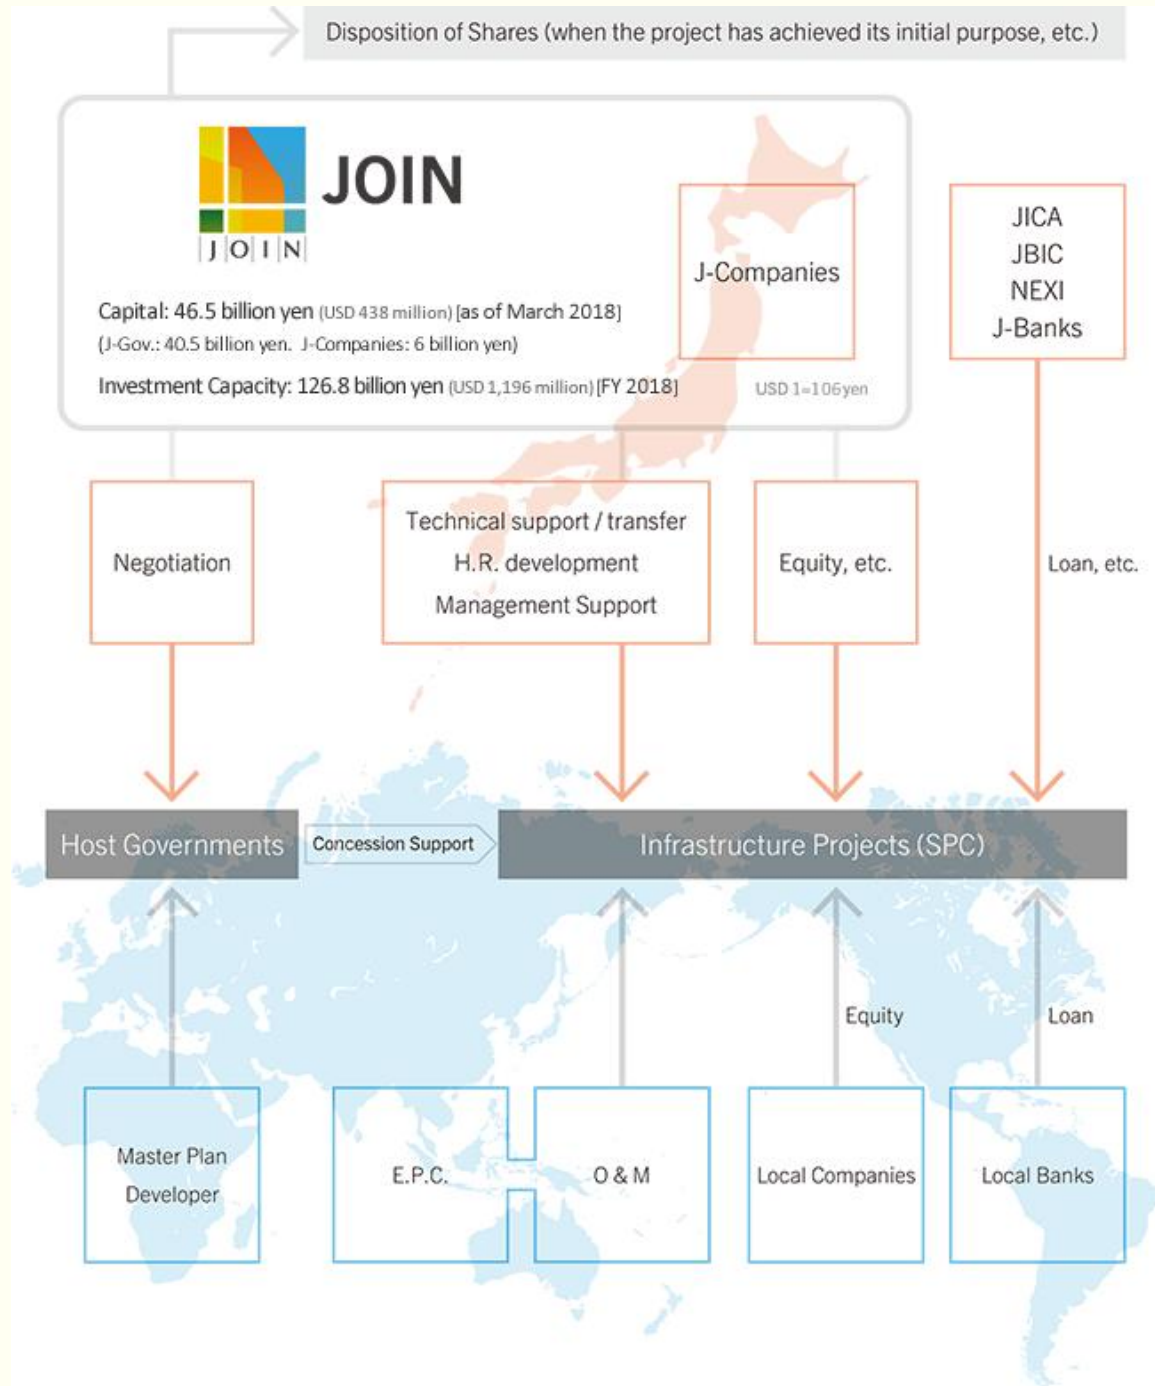 Disposition of Shares (when the project has achieved its initial purpose, etc.)
JOIN
|J|O|I|N|
Capital: 46.5 billion yen (USD 438 million) [as of March 2018]
(J-Gov.: 40.5 billion yen. J-Companies: 6 billion yen)
Investment Capacity: 126.8 billion yen (USD 1,196 million) [FY 2018]
USD 1=106yen
J-Companies
JICA
JBIC
NEXI
J-Banks
Negotiation
Technical support / transfer
H.R. development
Management Support
Equity, etc.
Loan, etc.
Host Governments
Concession Support
Infrastructure Projects (SPC)
Equity
Loan
Master Plan
Developer
E.P.C.
O & M
Local Companies
Local Banks